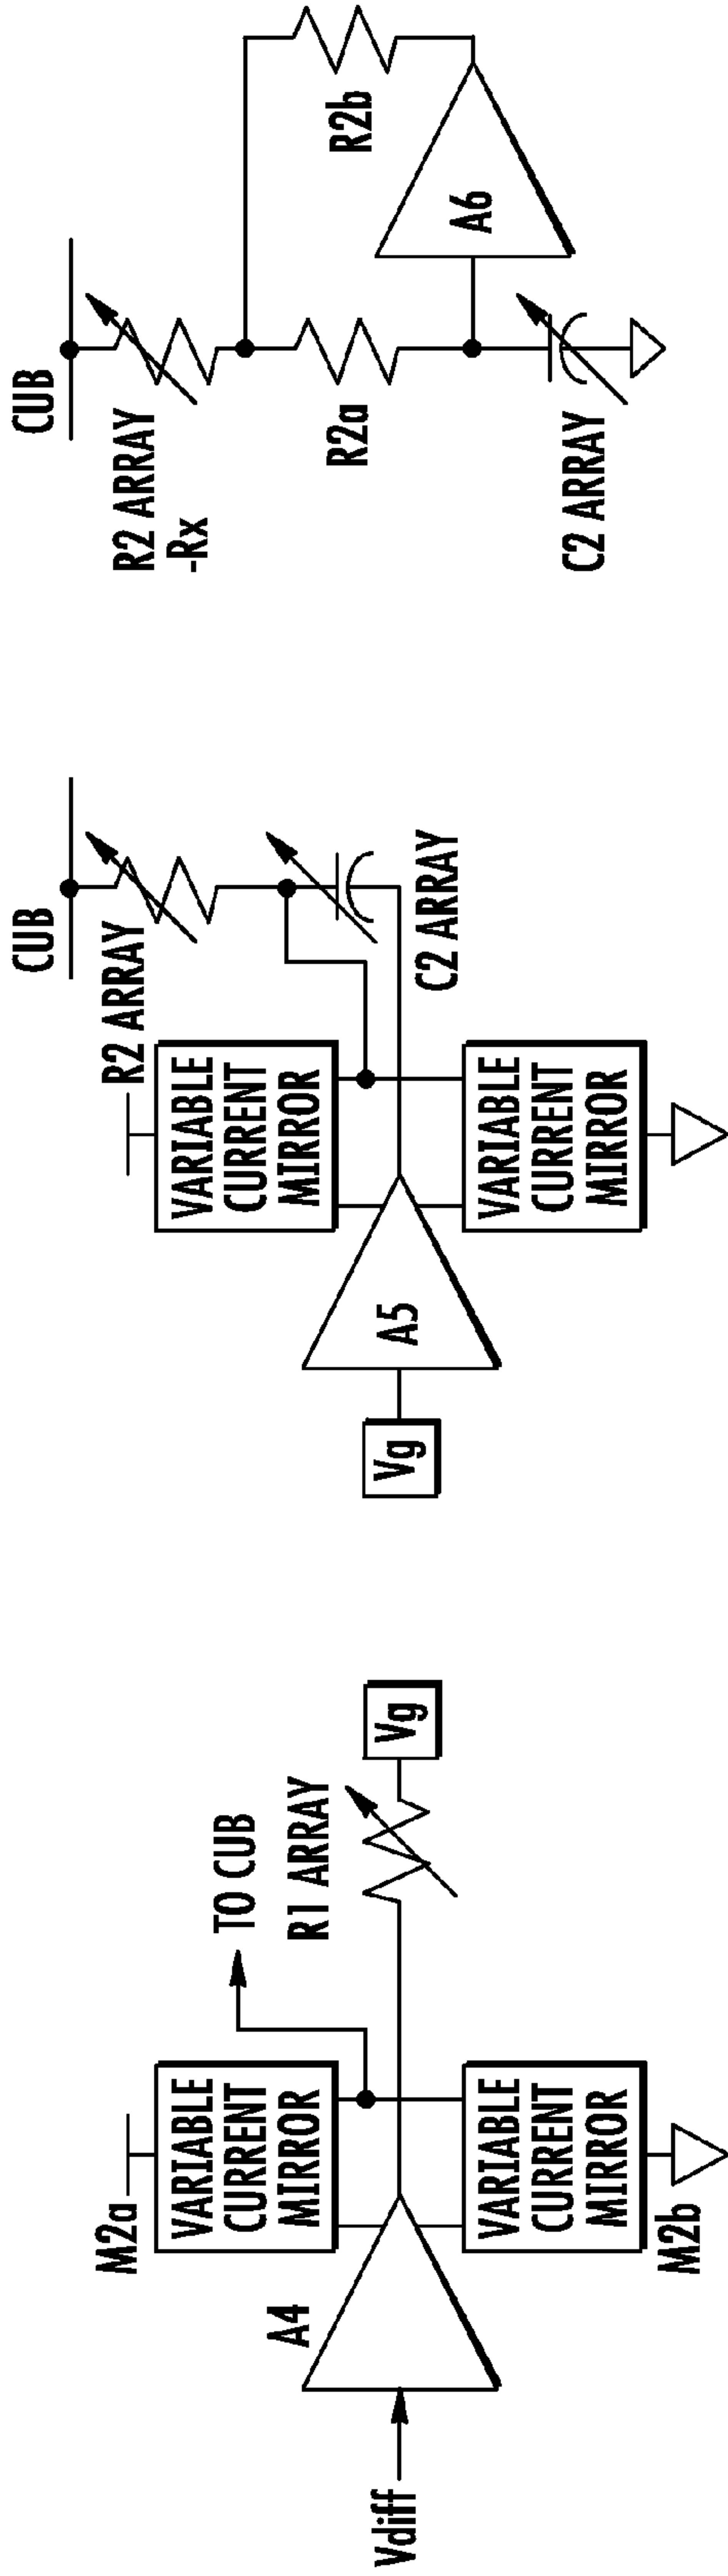 M2a
VARIABLE
CURRENT
MIRROR
TO CUB
A4
R1 ARRAY
Vdiff
Vg
VARIABLE
CURRENT
MIRROR
M2b
CUB
R2 ARRAY
VARIABLE
CURRENT
MIRROR
Vg
A5
C2 ARRAY
VARIABLE
CURRENT
MIRROR
CUB
R2 ARRAY
-Rx
R2a
R2b
A6
C2 ARRAY